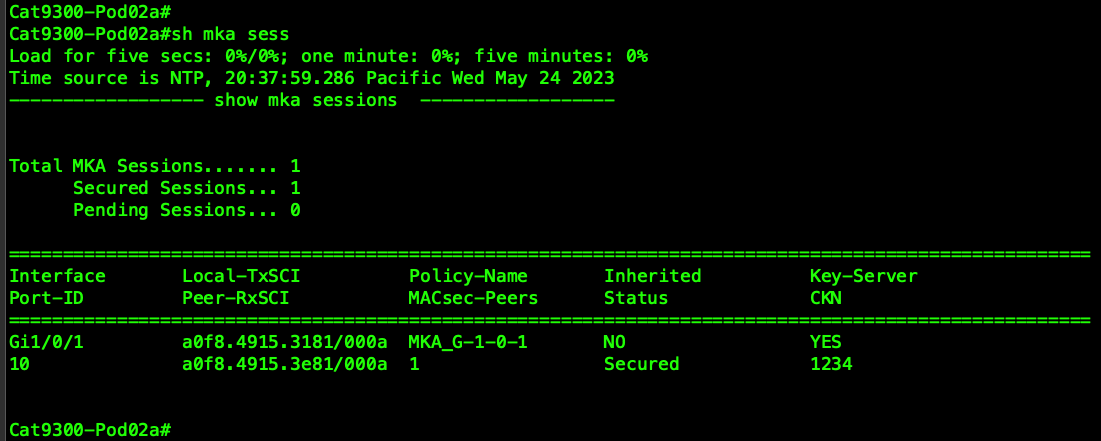 Cat9300-Pod02a#
Cat9300-Pod02a#sh mka sess
Load for five secs: 0%/0%; one minute: 0%; five minutes: 0%
Time source is NTP, 20:37:59.286 Pacific Wed May 24 2023
------------------ show mka sessions  ------------------
Total MKA Sessions....... 1
      Secured Sessions... 1
      Pending Sessions... 0
====================================================================================================
Interface       Local-TxSCI          Policy-Name       Inherited          Key-Server
Port-ID         Peer-RxSCI           MACsec-Peers      Status             CKN
====================================================================================================
Gi1/0/1         a0f8.4915.3181/000a  MKA_G-1-0-1       NO                 YES
10              a0f8.4915.3e81/000a  1                 Secured            1234
Cat9300-Pod02a#